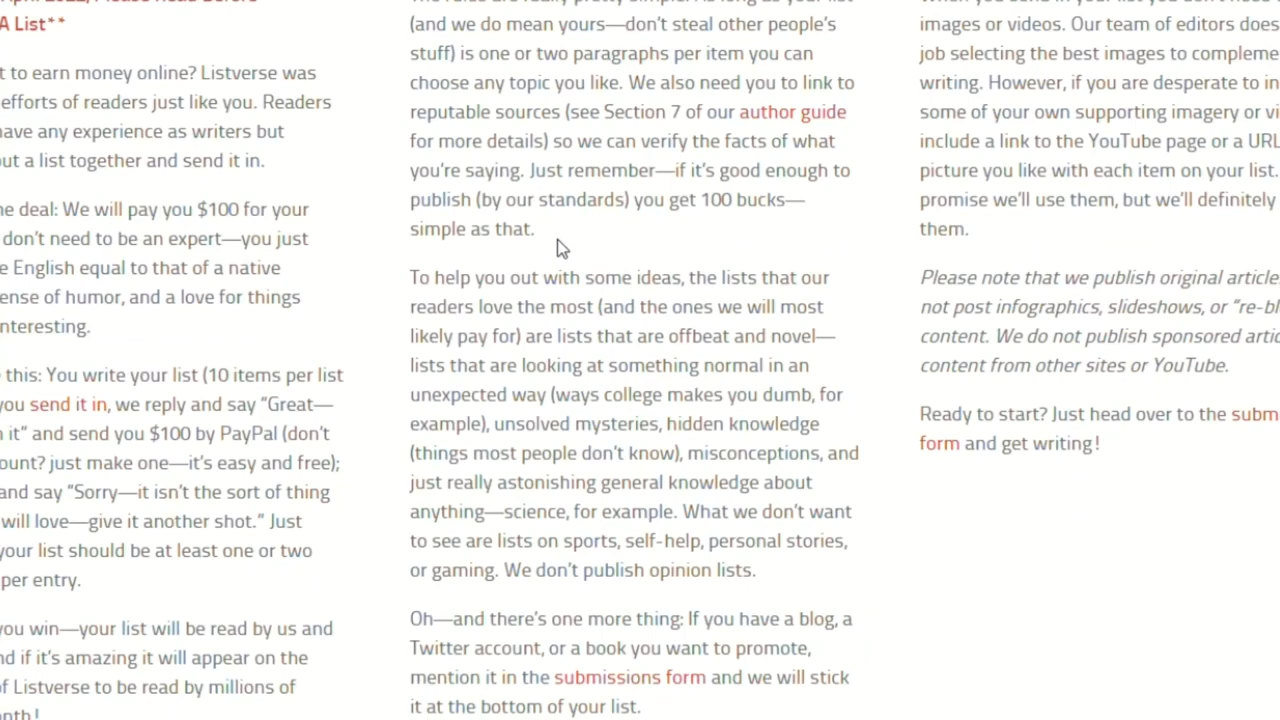 A List**
t to earn money online? Listverse was
efforts of readers just like you. Readers
have any experience as writers but
ut a list together and send it in.
he deal: We will pay you $100 for your
don’t need to be an expert—you just
e English equal to that of a native
ense of humor, and a love for things
nteresting.
this: You write your list (10 items per list
you send it in, we reply and say “Great—
it” and send you $100 by PayPal (don’t
ount? just make one—it’s easy and free);
and say “Sorry—it isn’t the sort of thing
will love—give it another shot.” Just
your list should be at least one or two
per entry.
you win—your list will be read by us and
nd if it’s amazing it will appear on the
of Listverse to be read by millions of
(and we do mean yours—don’t steal other people’s
stuff) is one or two paragraphs per item you can
choose any topic you like. We also need you to link to
reputable sources (see Section 7 of our author guide
for more details) so we can verify the facts of what
you’re saying. Just remember—if it’s good enough to
publish (by our standards) you get 100 bucks—
simple as that.
To help you out with some ideas, the lists that our
readers love the most (and the ones we will most
likely pay for) are lists that are offbeat and novel—
lists that are looking at something normal in an
unexpected way (ways college makes you dumb, for
example), unsolved mysteries, hidden knowledge
(things most people don’t know), misconceptions, and
just really astonishing general knowledge about
anything—science, for example. What we don’t want
to see are lists on sports, self-help, personal stories,
or gaming. We don’t publish opinion lists.
Oh—and there’s one more thing: If you have a blog, a
Twitter account, or a book you want to promote,
mention it in the submissions form and we will stick
it at the bottom of your list.
images or videos. Our team of editors does
job selecting the best images to compleme
writing. However, if you are desperate to in
some of your own supporting imagery or vi
include a link to the YouTube page or a URL
picture you like with each item on your list.
promise we’ll use them, but we’ll definitely
them.
Please note that we publish original article
not post infographics, slideshows, or “re-bl
content. We do not publish sponsored artic
content from other sites or YouTube.
Ready to start? Just head over to the subm
form and get writing!